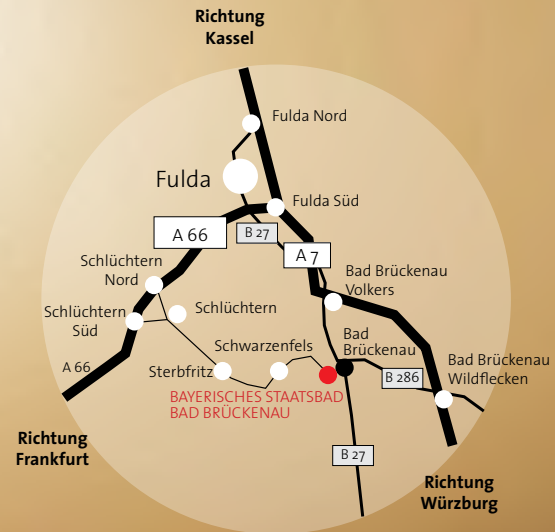 Richtung
Kassel
Fulda Nord
Fulda
Fulda Süd
A 66
B 27
A 7
Schlüchtern
Nord
Bad Brückenau
Volkers
Schlüchtern
Schlüchtern
Süd
Schwarzenfels
Bad
Brückenau
Bad Brückenau
Wildflecken
A 66
Sterbfritz
B 286
BAYERISCHES STAATSBAD
BAD BRÜCKENAU
Richtung
Frankfurt
B 27
Richtung
Würzburg